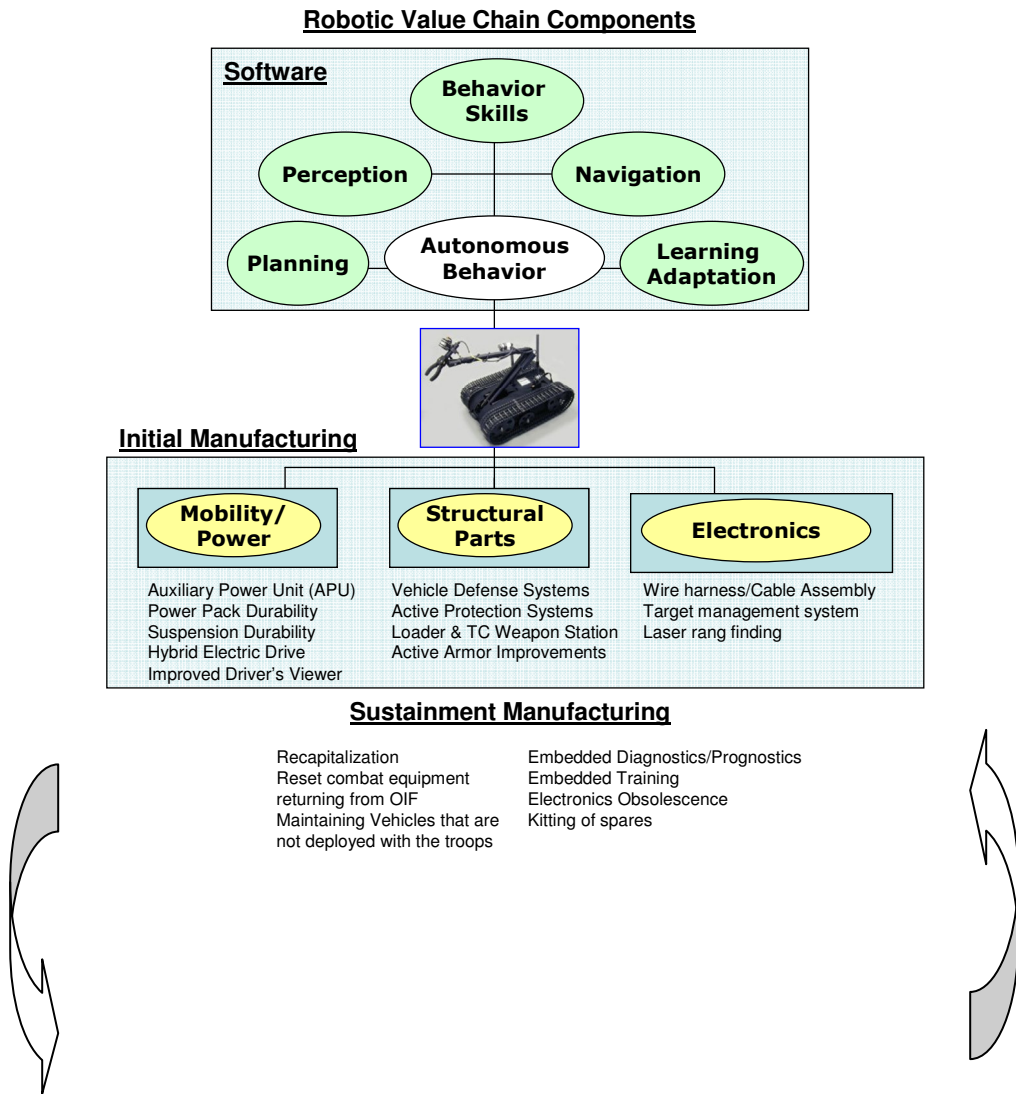 Robotic Value Chain Components
Software
Behavior
Skills
Perception
Navigation
Planning
Autonomous
Behavior
Learning
Adaptation
Initial Manufacturing
Mobility/
Power
Structural
Parts
Electronics
Auxiliary Power Unit (APU)
Power Pack Durability
Suspension Durability
Hybrid Electric Drive
Improved Driver’s Viewer
Vehicle Defense Systems
Active Protection Systems
Loader & TC Weapon Station
Active Armor Improvements
Wire harness/Cable Assembly
Target management system
Laser rang finding
Sustainment Manufacturing
Recapitalization
Reset combat equipment
returning from OIF
Maintaining Vehicles that are
not deployed with the troops
Embedded Diagnostics/Prognostics
Embedded Training
Electronics Obsolescence
Kitting of spares